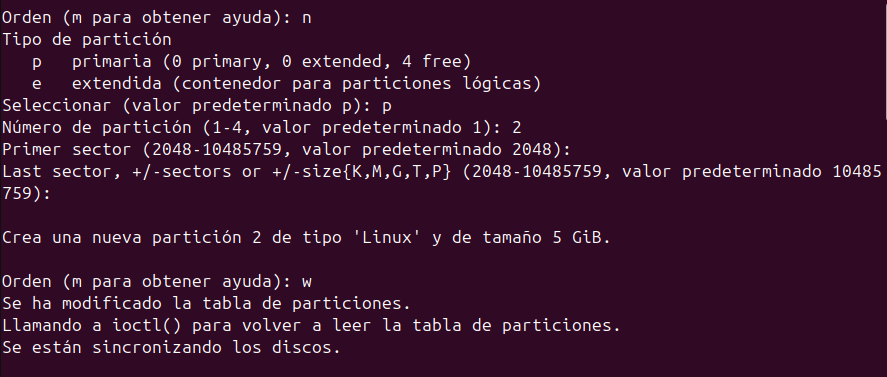 Orden (m para obtener ayuda): n
Tipo de partición
   p   primaria (0 primary, 0 extended, 4 free)
   e   extendida (contenedor para particiones lógicas)
Seleccionar (valor predeterminado p): p
Número de partición (1-4, valor predeterminado 1): 2
Primer sector (2048-10485759, valor predeterminado 2048):
Last sector, +/-sectors or +/-size{K,M,G,T,P} (2048-10485759, valor predeterminado 10485
759):

Crea una nueva partición 2 de tipo 'Linux' y de tamaño 5 GiB.

Orden (m para obtener ayuda): w
Se ha modificado la tabla de particiones.
Llamando a ioctl() para volver a leer la tabla de particiones.
Se están sincronizando los discos.